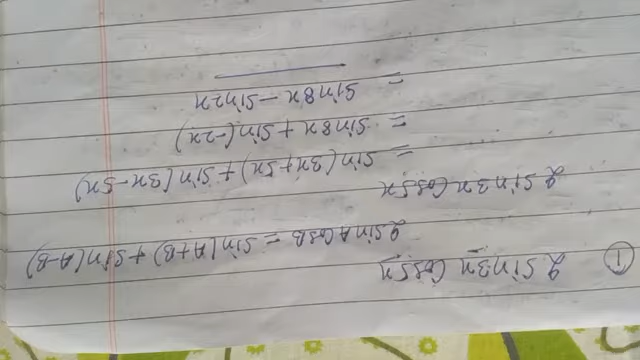 ① 2 sin3x cos5x
2 sinA cosB = sin(A+B) + sin(A-B)
2 sin3x cos5x
= sin(3x+5x) + sin(3x-5x)
= sin8x + sin(-2x)
= sin8x - sin2x